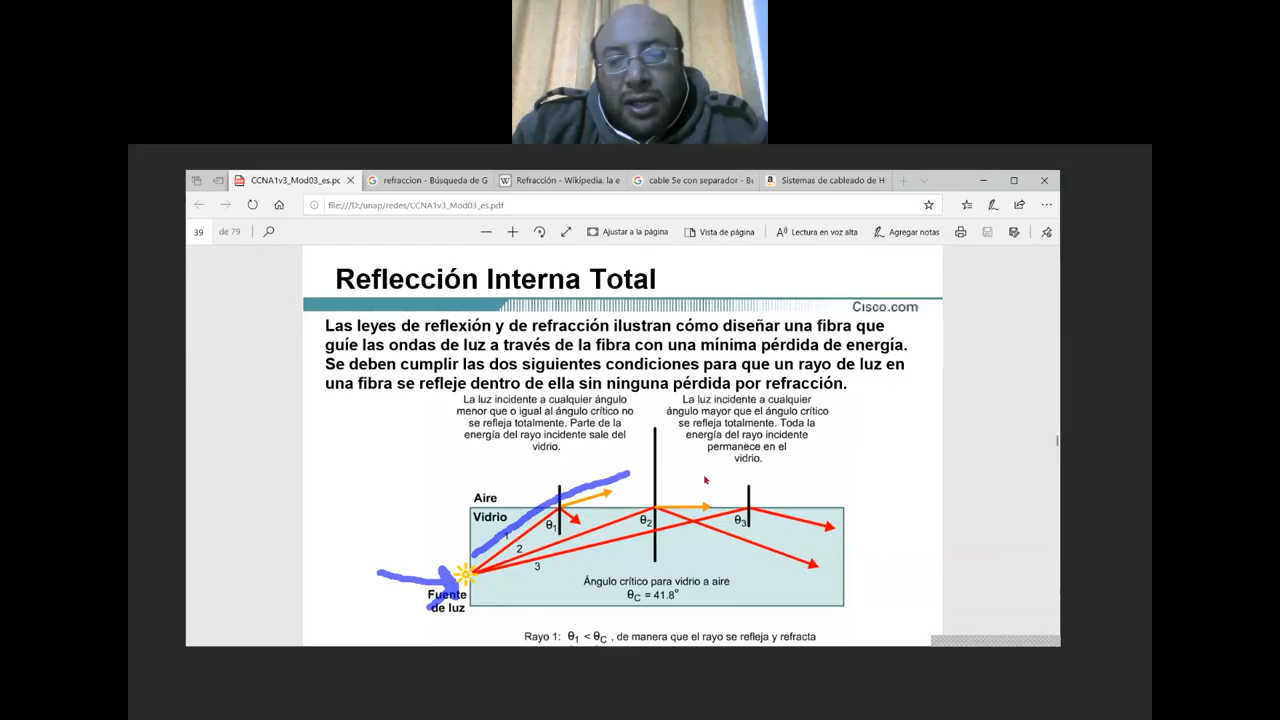 CCNA1v3_Mod03_es.pc
refraccion - Búsqueda de G
Refracción - Wikipedia, la e
cable 5e con separador - Bu
Sistemas de cableado de H
file:///D:/unap/redes/CCNA1v3_Mod03_es.pdf
39 de 79
Ajustar a la página
Vista de página
Lectura en voz alta
Agregar notas
Reflección Interna Total
Cisco.com
Las leyes de reflexión y de refracción ilustran cómo diseñar una fibra que
guíe las ondas de luz a través de la fibra con una mínima pérdida de energía.
Se deben cumplir las dos siguientes condiciones para que un rayo de luz en
una fibra se refleje dentro de ella sin ninguna pérdida por refracción.
La luz incidente a cualquier ángulo
menor que o igual al ángulo crítico no
se refleja totalmente. Parte de la
energía del rayo incidente sale del
vidrio.
La luz incidente a cualquier
ángulo mayor que el ángulo crítico
se refleja totalmente. Toda la
energía del rayo incidente
permanece en el
vidrio.
Aire
Vidrio
θ1
θ2
θ3
1
2
3
Fuente
de luz
Ángulo crítico para vidrio a aire
θC = 41.8°
Rayo 1: θ1 < θC , de manera que el rayo se refleja y refracta